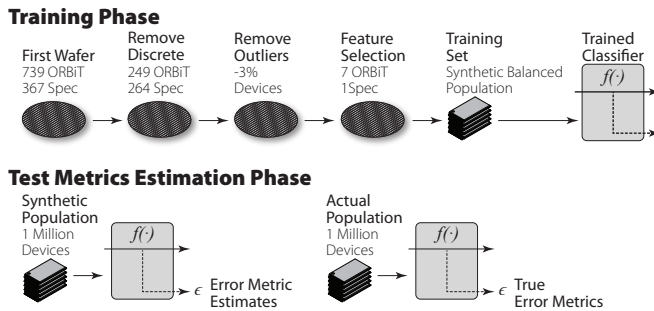 Training Phase
First Wafer
739 ORBiT
367 Spec
Remove
Discrete
249 ORBiT
264 Spec
Remove
Outliers
-3%
Devices
Feature
Selection
7 ORBiT
1Spec
Training
Set
Synthetic Balanced
Population
Trained
Classifier
f(·)
Test Metrics Estimation Phase
Synthetic
Population
1 Million
Devices
f(·)
ϵ Error Metric
Estimates
Actual
Population
1 Million
Devices
f(·)
ϵ True
Error Metrics